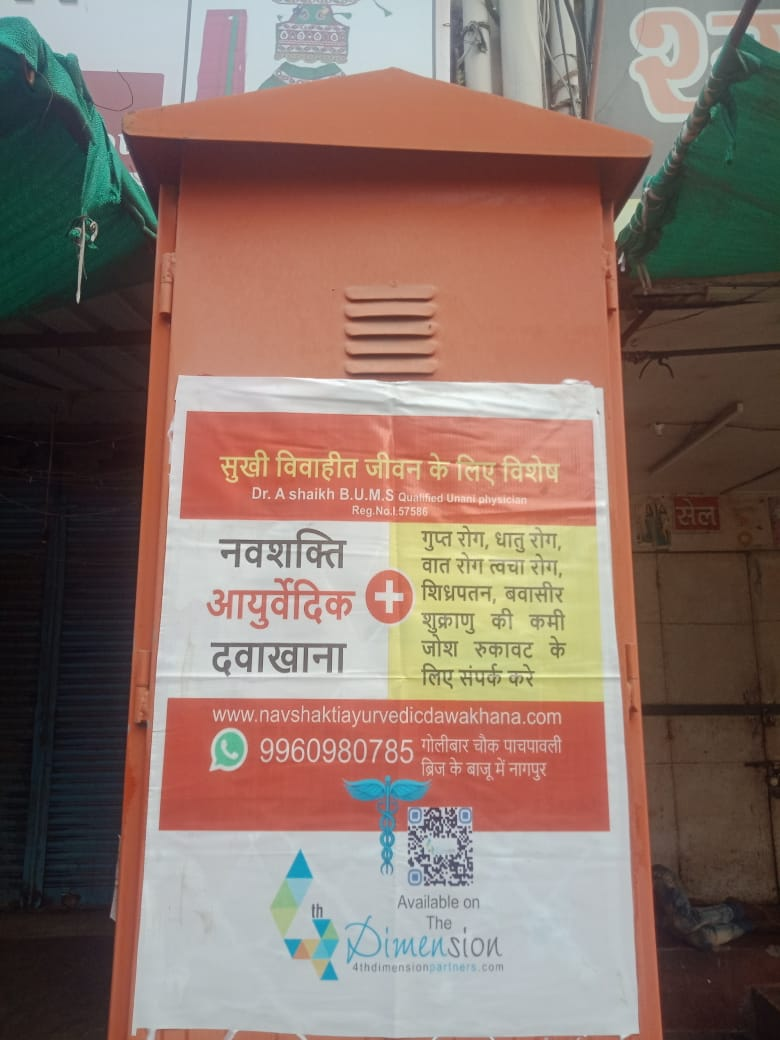 सुखी विवाहीत जीवन के लिए विशेष
Dr. A shaikh B.U.M.S Qualified Unani physician
Reg.No.I.57586
नवशक्ति
आयुर्वेदिक
दवाखाना
गुप्त रोग, धातु रोग,
वात रोग त्वचा रोग,
शिध्रपतन, बवासीर
शुक्राणु की कमी
जोश रुकावट के
लिए संपर्क करे
www.navshaktiayurvedicdawakhana.com
9960980785
गोलीबार चौक पाचपावली
ब्रिज के बाजू में नागपुर
Available on
The
4th Dimension
4thdimensionpartners.com
सेल